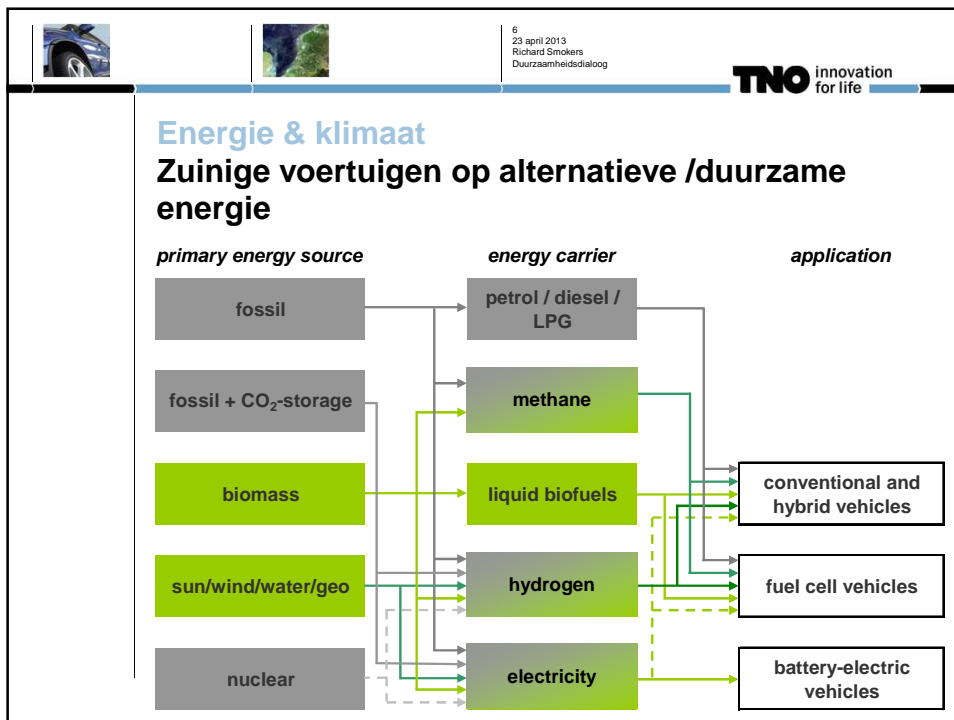 6
23 april 2013
Richard Smokers
Duurzaamheidsdialoog
TNO innovation
for life
Energie & klimaat
Zuinige voertuigen op alternatieve /duurzame
energie
primary energy source
energy carrier
application
fossil
petrol / diesel /
LPG
fossil + CO₂-storage
methane
biomass
liquid biofuels
conventional and
hybrid vehicles
sun/wind/water/geo
hydrogen
fuel cell vehicles
nuclear
electricity
battery-electric
vehicles